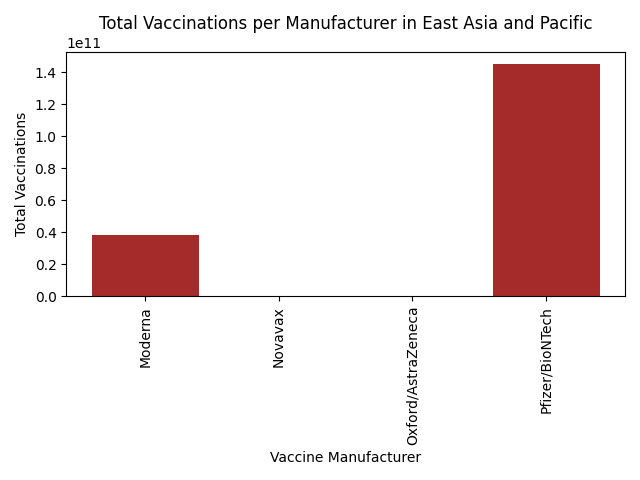 Total Vaccinations per Manufacturer in East Asia and Pacific
1e11
1.4
1.2
1.0
0.8
0.6
0.4
0.2
0.0
Total Vaccinations
Moderna
Novavax
Oxford/AstraZeneca
Pfizer/BioNTech
Vaccine Manufacturer